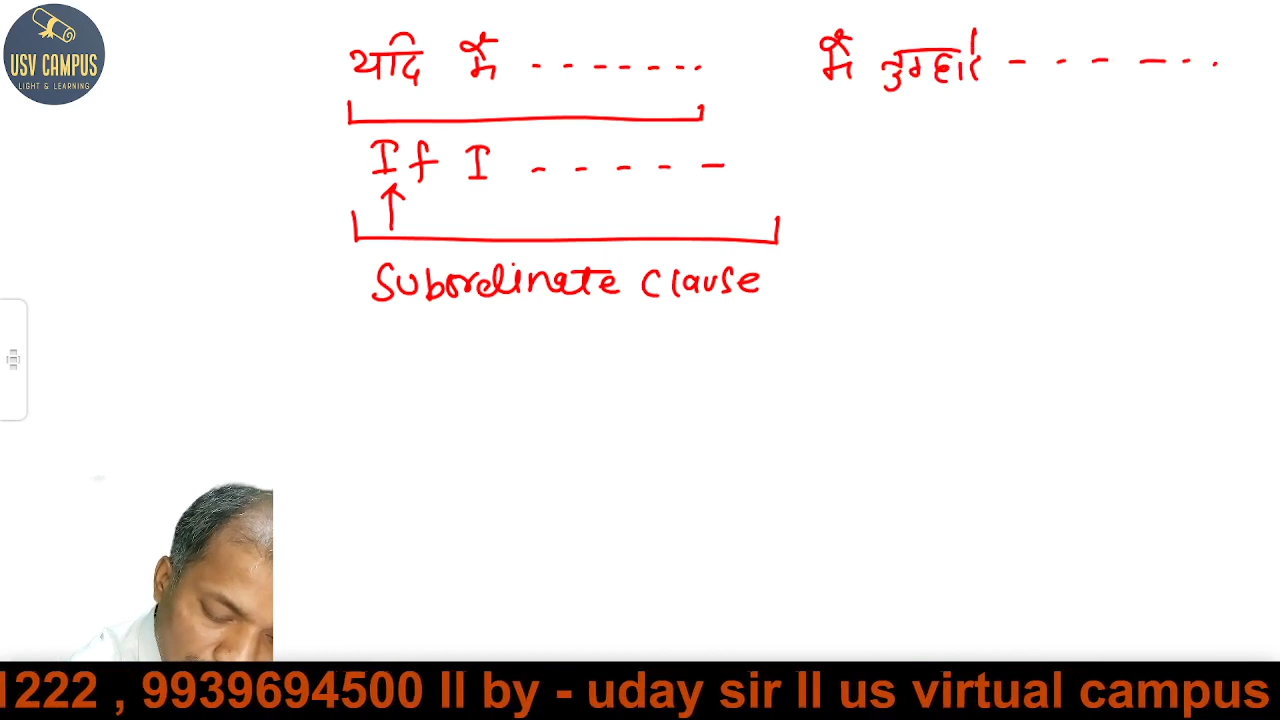 USV CAMPUS
LIGHT & LEARNING
यदि मैं - - - - - - - मैं तुम्हारे - - - - - - -
If I - - - - - -
Subordinate clause
1222 , 9939694500 ll by - uday sir ll us virtual campus